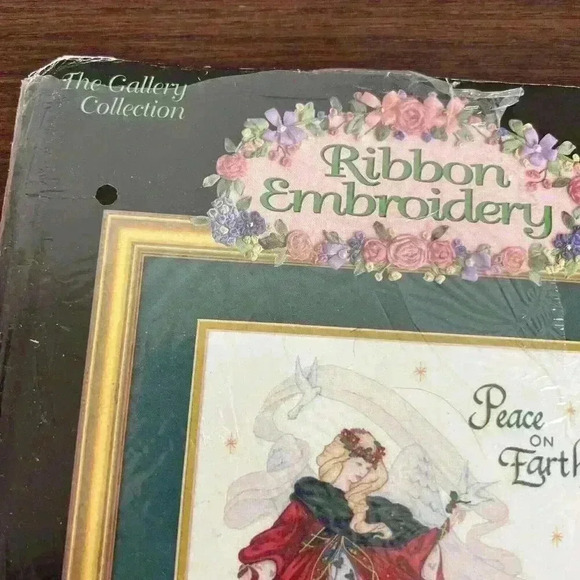 The Gallery
Collection
Ribbon
Embroidery
Peace
ON
Earth